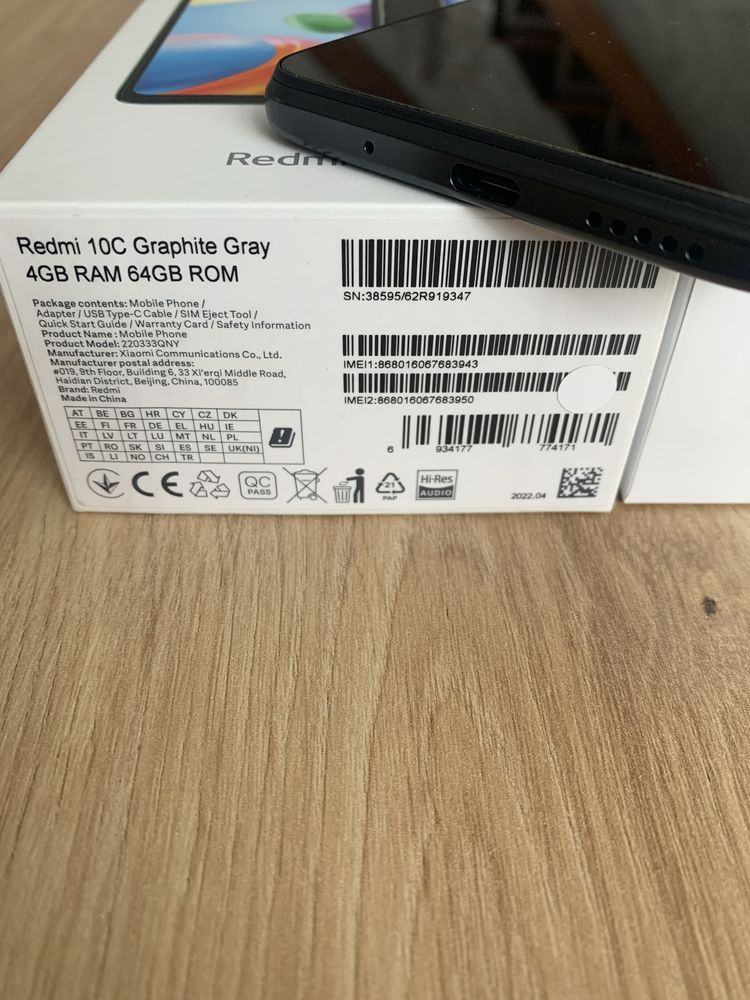 Redmi
Redmi 10C Graphite Gray
4GB RAM 64GB ROM
Package contents: Mobile Phone /
Adapter / USB Type-C Cable / SIM Eject Tool /
Quick Start Guide / Warranty Card / Safety Information
Product Name : Mobile Phone
Product Model: 220333QNY
Manufacturer: Xiaomi Communications Co., Ltd.
Manufacturer postal address:
#019, 9th Floor, Building 6, 33 Xi'erqi Middle Road,
Haidian District, Beijing, China, 100085
Brand: Redmi
Made in China
AT BE BG HR CY CZ DK
EE FI FR DE EL HU IE
IT LV LT LU MT NL PL
PT RO SK SI ES SE UK(NI)
IS LI NO CH TR
SN:38595/62R919347
IMEI1:868016067683943
IMEI2:868016067683950
6 934177 774171
CE
QC
PASS
21
PAP
Hi-Res
AUDIO
2022.04